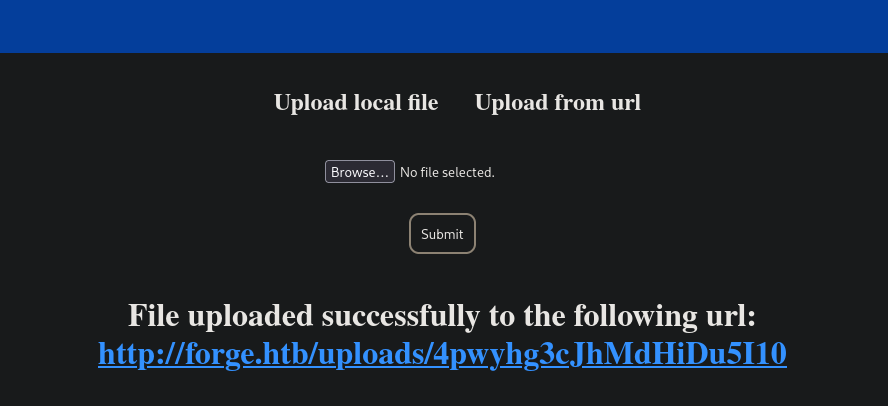 Upload local file Upload from url
Browse... No file selected.
Submit
File uploaded successfully to the following url:
http://forge.htb/uploads/4pwyhg3cJhMdHiDu5I10